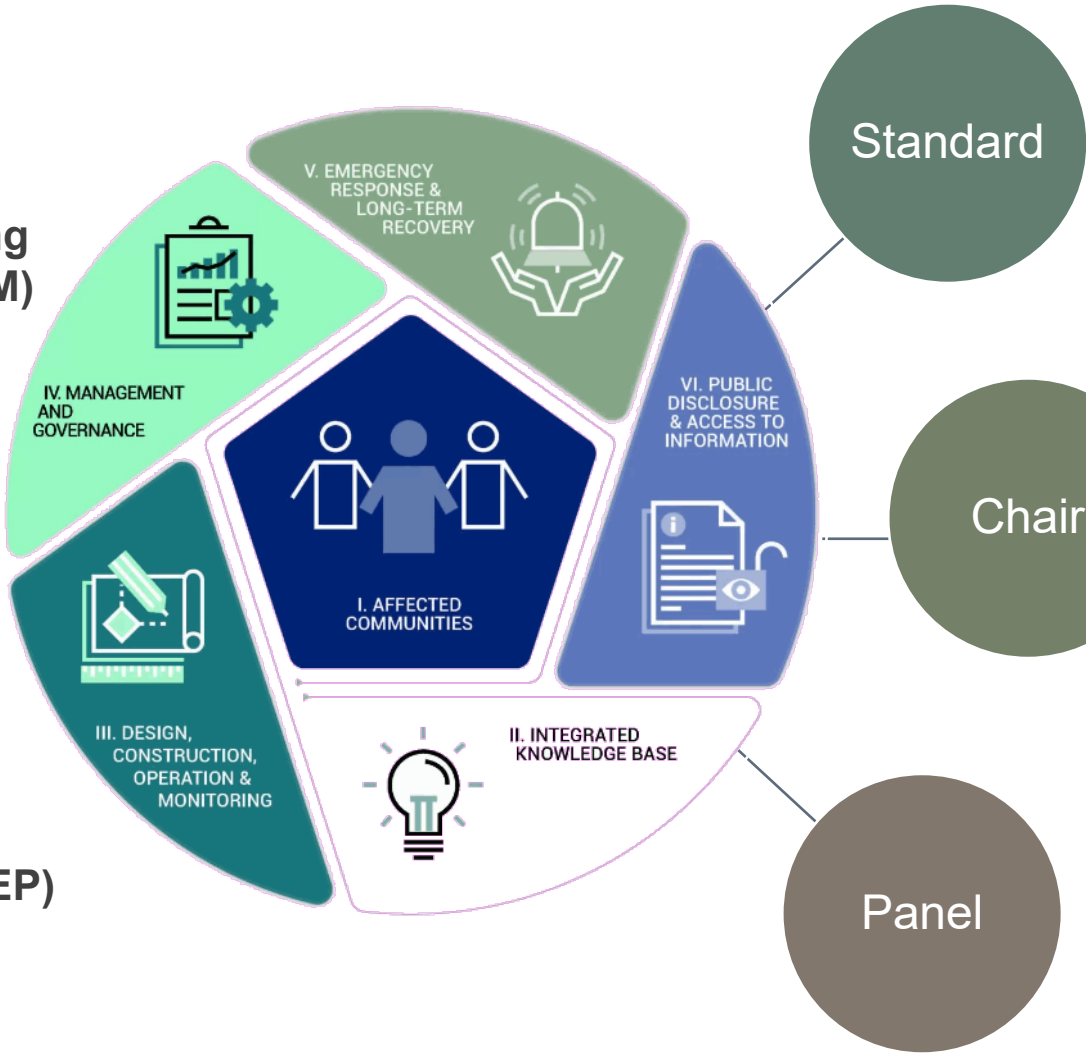 ng
M)
V. EMERGENCY
RESPONSE &
LONG-TERM
RECOVERY
Standard
IV. MANAGEMENT
AND
GOVERNANCE
VI. PUBLIC
DISCLOSURE
& ACCESS TO
INFORMATION
Chair
I. AFFECTED
COMMUNITIES
III. DESIGN,
CONSTRUCTION,
OPERATION &
MONITORING
II. INTEGRATED
KNOWLEDGE BASE
EP)
Panel